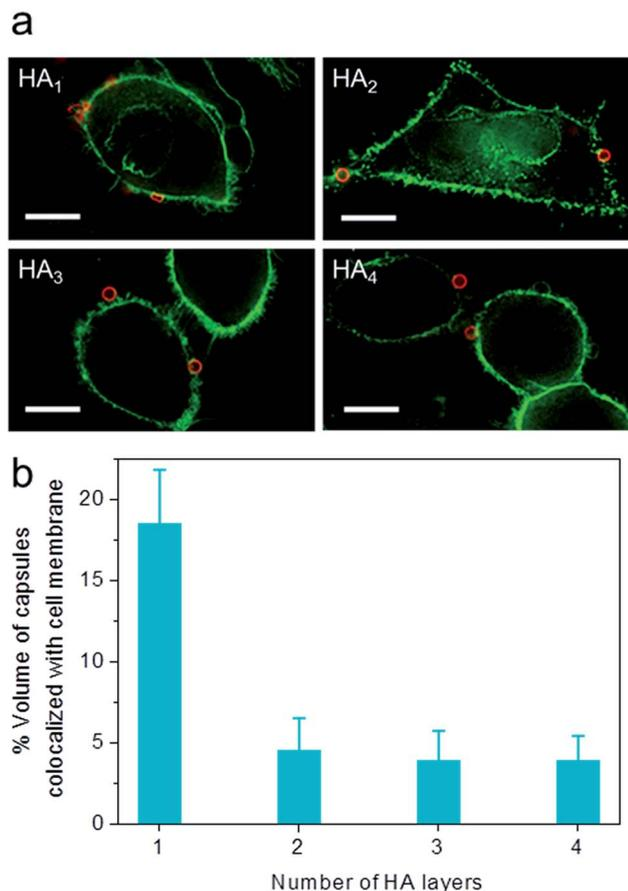 a
HA1
HA2
HA3
HA4
b
% Volume of capsules
colocalized with cell membrane
20
15
10
5
0
1 2 3 4
Number of HA layers